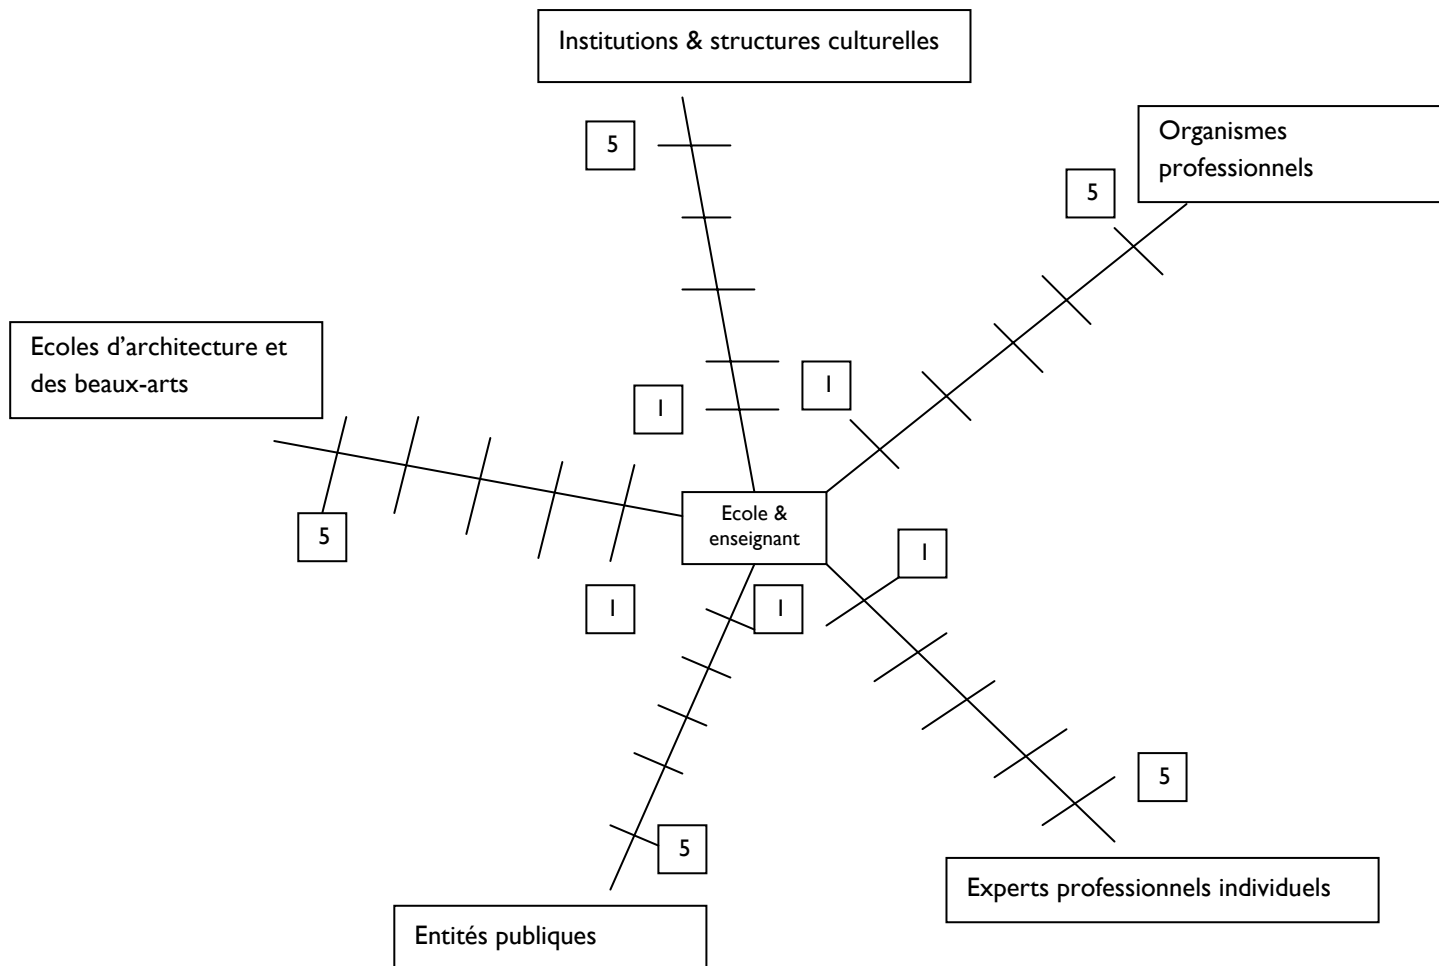 Institutions & structures culturelles
Organismes
professionnels
5
5
Ecoles d’architecture et
des beaux-arts
1
1
Ecole &
enseignant
5
1
1
1
5
5
Experts professionnels individuels
Entités publiques